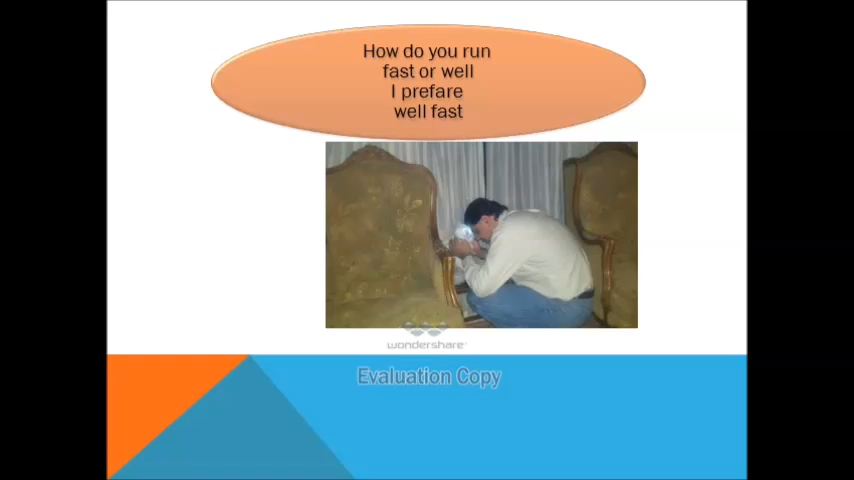 How do you run
fast or well
I prefare
well fast
wondershare
Evaluation Copy